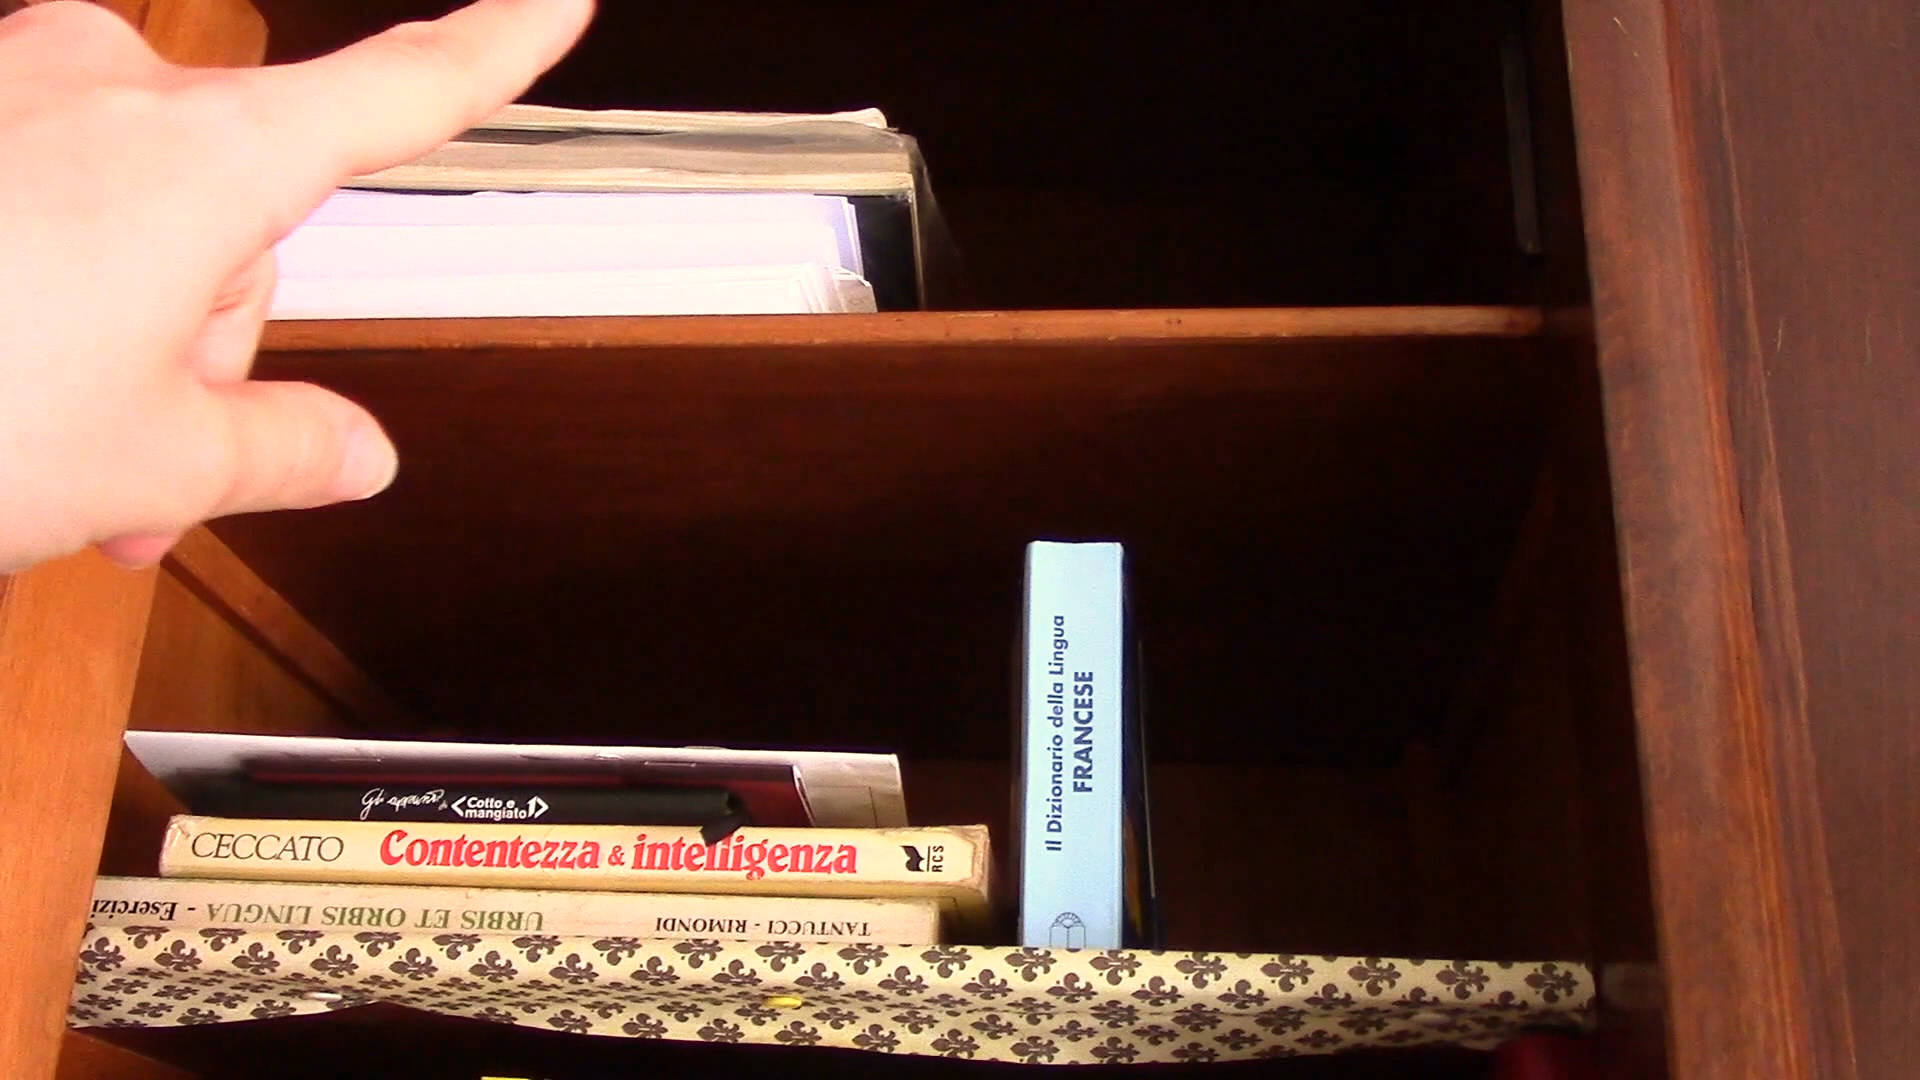 Gli appunti di
<Cotto e
mangiato1>
CECCATO Contentezza & intelligenza RCS
TANTUCCI - RIMONDI URBIS ET ORBIS LINGUA - Esercizi
Il Dizionario della Lingua
FRANCESE